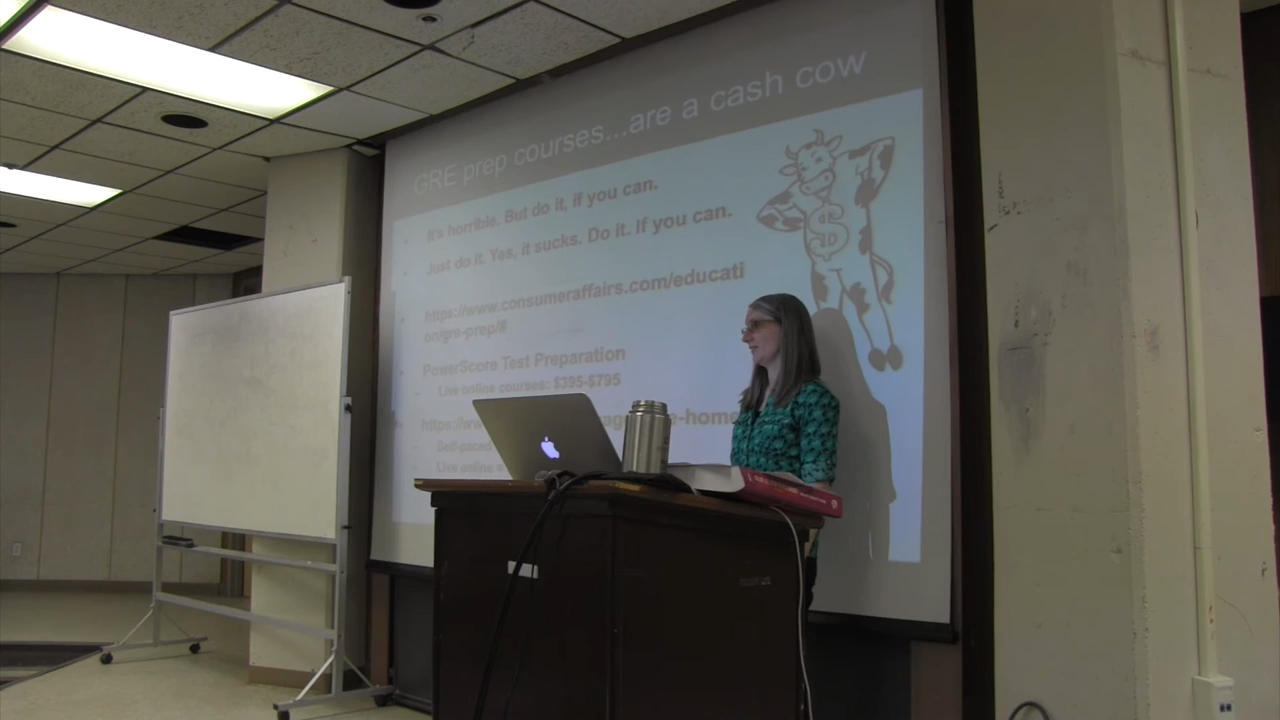 GRE prep courses...are a cash cow
It's horrible. But do it, if you can.
Just do it. Yes, it sucks. Do it. If you can.
https://www.consumeraffairs.com/educati
on/gre-prep/#
PowerScore Test Preparation
Live online courses: $395-$795
https://ww
e-home
Self-paced
Live online =
$